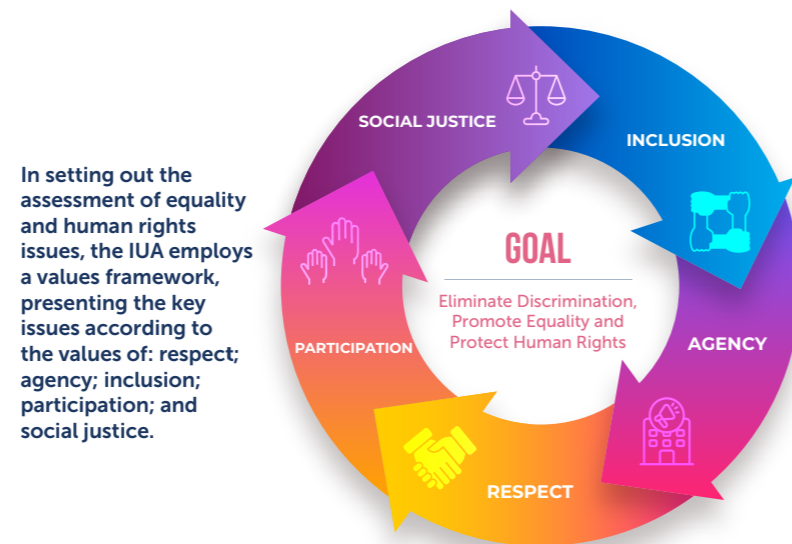 In setting out the
assessment of equality
and human rights
issues, the IUA employs
a values framework,
presenting the key
issues according to
the values of: respect;
agency; inclusion;
participation; and
social justice.
SOCIAL JUSTICE
INCLUSION
GOAL
Eliminate Discrimination,
Promote Equality and
Protect Human Rights
AGENCY
PARTICIPATION
RESPECT